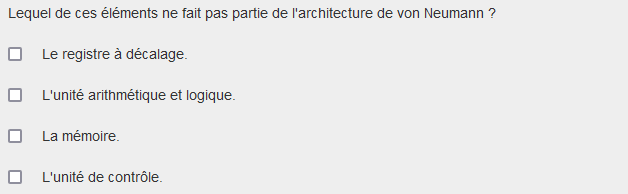 Lequel de ces éléments ne fait pas partie de l'architecture de von Neumann ?
Le registre à décalage.
L'unité arithmétique et logique.
La mémoire.
L'unité de contrôle.